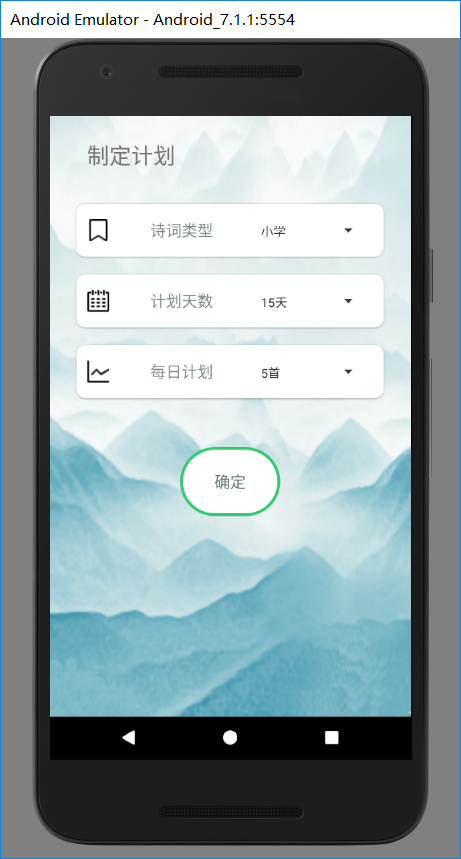 Android Emulator - Android_7.1.1:5554
制定计划
诗词类型 小学
计划天数 15天
每日计划 5首
确定